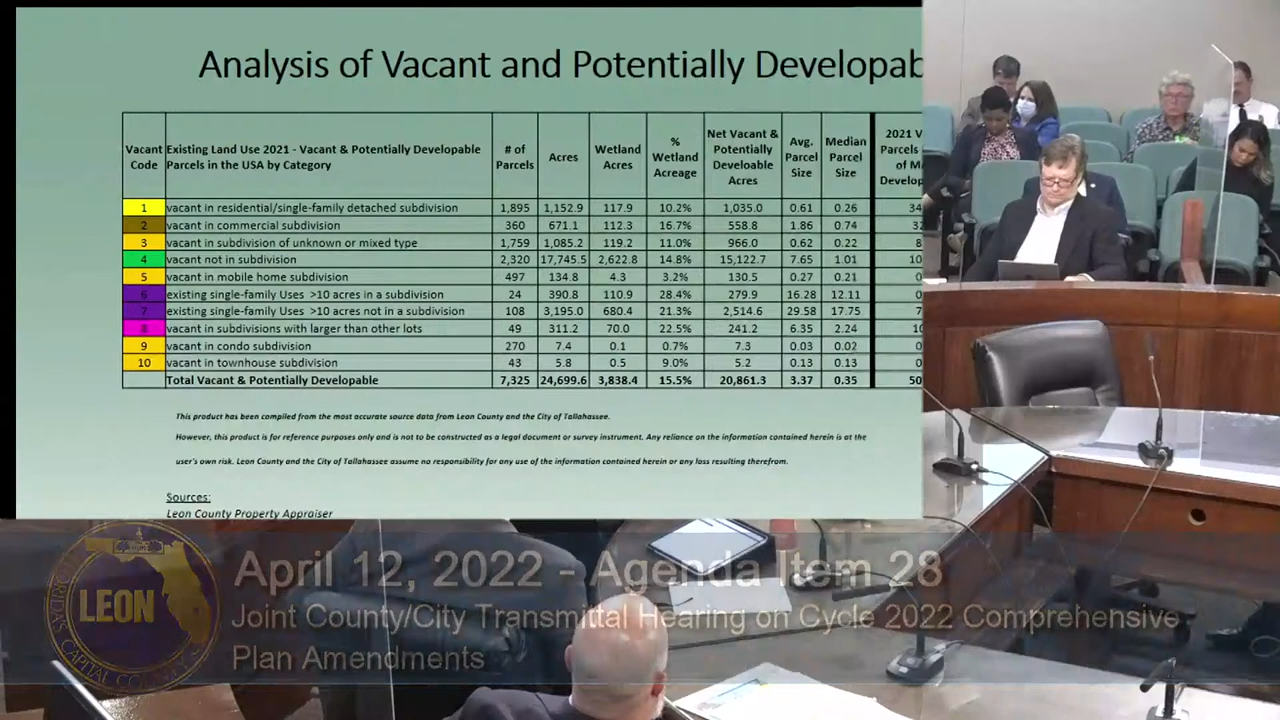 Analysis of Vacant and Potentially Developab
Vacant Code | Existing Land Use 2021 - Vacant & Potentially Developable Parcels in the USA by Category | # of Parcels | Acres | Wetland Acres | % Wetland Acreage | Net Vacant & Potentially Develoable Acres | Avg. Parcel Size | Median Parcel Size | 2021 V Parcels of Ma Develop
1 vacant in residential/single-family detached subdivision 1,895 1,152.9 117.9 10.2% 1,035.0 0.61 0.26 34
2 vacant in commercial subdivision 360 671.1 112.3 16.7% 558.8 1.86 0.74 32
3 vacant in subdivision of unknown or mixed type 1,759 1,085.2 119.2 11.0% 966.0 0.62 0.22 8
4 vacant not in subdivision 2,320 17,745.5 2,622.8 14.8% 15,122.7 7.65 1.01 10
5 vacant in mobile home subdivision 497 134.8 4.3 3.2% 130.5 0.27 0.21 0
6 existing single-family Uses >10 acres in a subdivision 24 390.8 110.9 28.4% 279.9 16.28 12.11 0
7 existing single-family Uses >10 acres not in a subdivision 108 3,195.0 680.4 21.3% 2,514.6 29.58 17.75 7
8 vacant in subdivisions with larger than other lots 49 311.2 70.0 22.5% 241.2 6.35 2.24 10
9 vacant in condo subdivision 270 7.4 0.1 0.7% 7.3 0.03 0.02 0
10 vacant in townhouse subdivision 43 5.8 0.5 9.0% 5.2 0.13 0.13 0
Total Vacant & Potentially Developable 7,325 24,699.6 3,838.4 15.5% 20,861.3 3.37 0.35 50
This product has been compiled from the most accurate source data from Leon County and the City of Tallahassee.
However, this product is for reference purposes only and is not to be constructed as a legal document or survey instrument. Any reliance on the information contained herein is at the
user's own risk. Leon County and the City of Tallahassee assume no responsibility for any use of the information contained herein or any loss resulting therefrom.
Sources:
Leon County Property Appraiser
LEON
April 12, 2022 - Agenda Item 28
Joint County/City Transmittal Hearing on Cycle 2022 Comprehensive
Plan Amendments